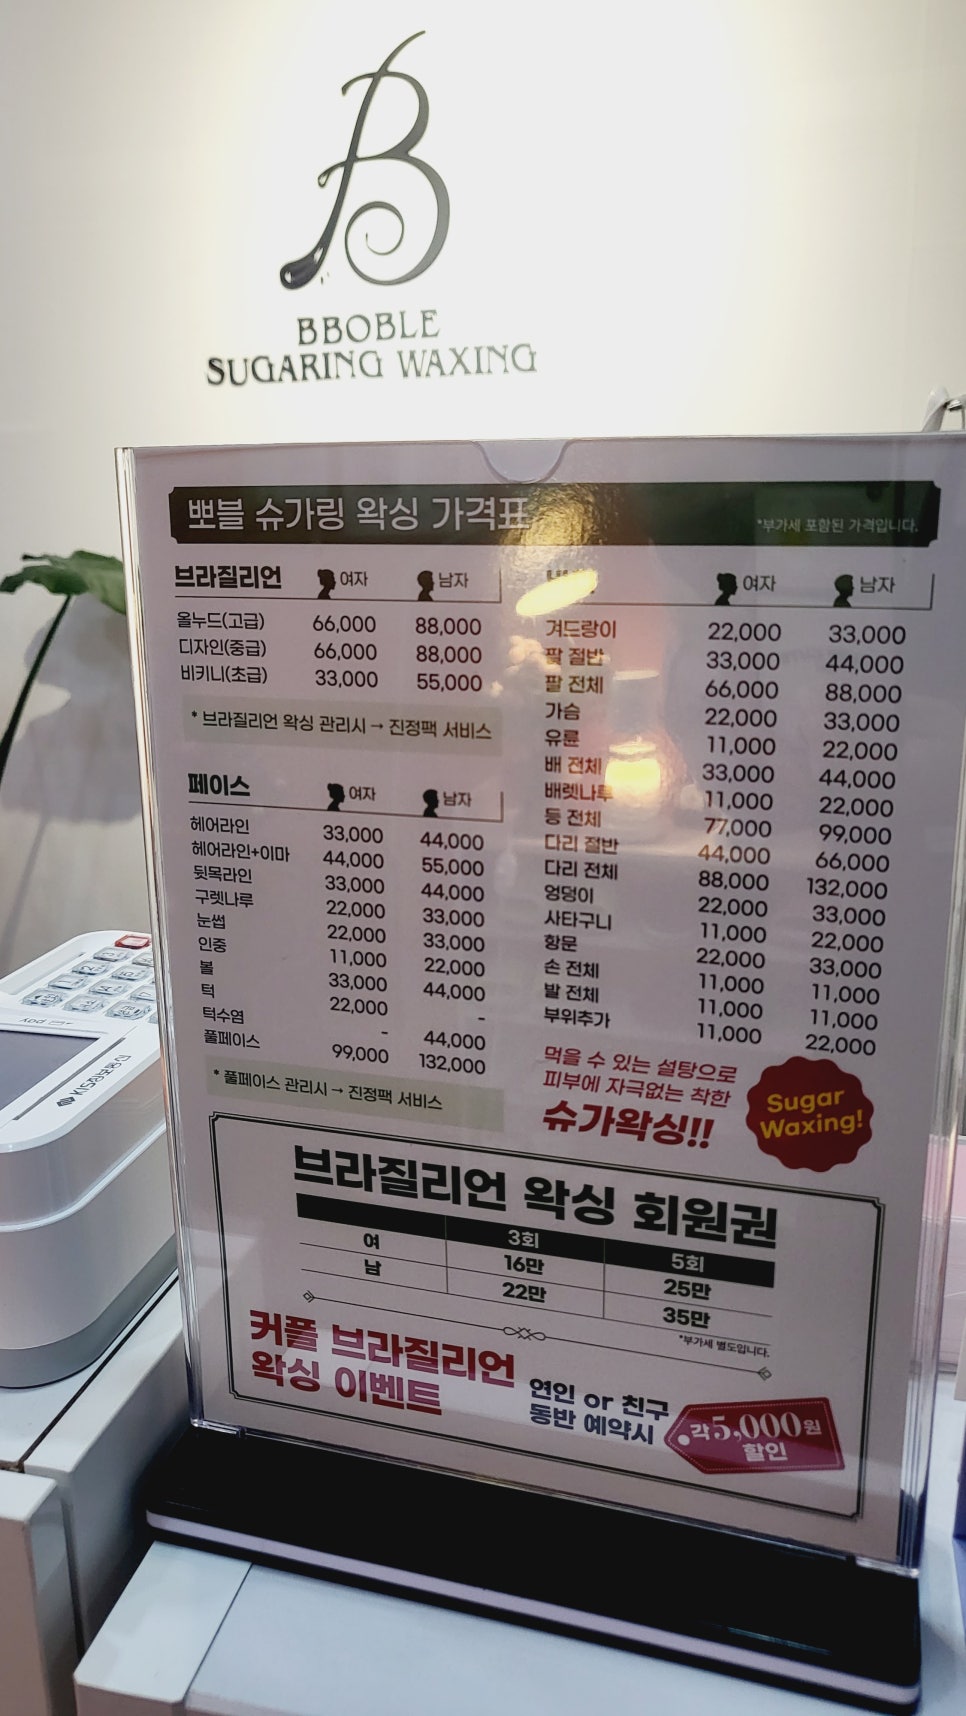 B
BBOBLE
SUGARING WAXING
뽀블 슈가링 왁싱 가격표
*부가세 포함된 가격입니다.
브라질리언 여자 남자
올누드(고급) 66,000 88,000
디자인(중급) 66,000 88,000
비키니(초급) 33,000 55,000
* 브라질리언 왁싱 관리시 → 진정팩 서비스
페이스 여자 남자
헤어라인 33,000 44,000
헤어라인+이마 44,000 55,000
뒷목라인 33,000 44,000
구렛나루 22,000 33,000
눈썹 22,000 33,000
인중 11,000 22,000
볼 33,000 44,000
턱 22,000 -
턱수염 - 44,000
풀페이스 99,000 132,000
* 풀페이스 관리시 → 진정팩 서비스
여자 남자
겨드랑이 22,000 33,000
팔 절반 33,000 44,000
팔 전체 66,000 88,000
가슴 22,000 33,000
유륜 11,000 22,000
배 전체 33,000 44,000
배렛나루 11,000 22,000
등 전체 77,000 99,000
다리 절반 44,000 66,000
다리 전체 88,000 132,000
엉덩이 22,000 33,000
사타구니 11,000 22,000
항문 22,000 33,000
손 전체 11,000 11,000
발 전체 11,000 11,000
부위추가 11,000 22,000
먹을 수 있는 설탕으로
피부에 자극없는 착한
슈가왁싱!!
Sugar
Waxing!
브라질리언 왁싱 회원권
3회 5회
여 16만 25만
남 22만 35만
*부가세 별도입니다.
커플 브라질리언
왁싱 이벤트
연인 or 친구
동반 예약시
각5,000원
할인